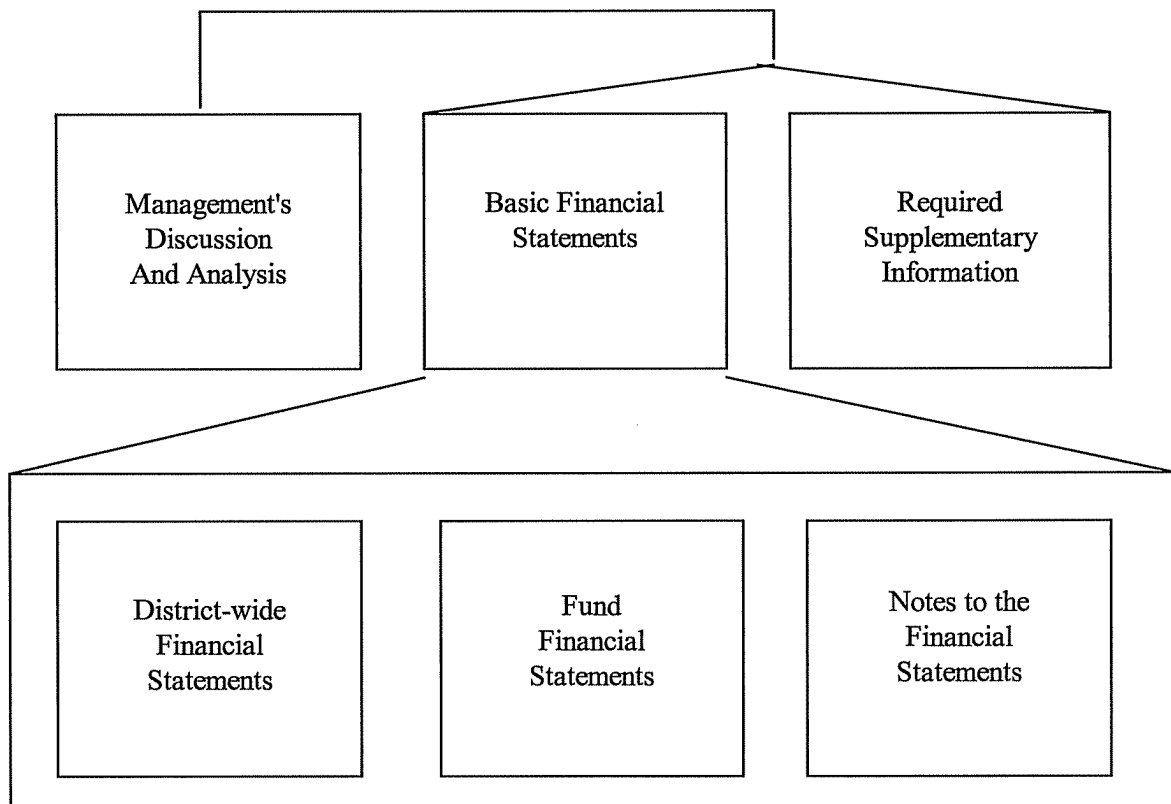 Management's
Discussion
And Analysis
Basic Financial
Statements
Required
Supplementary
Information
District-wide
Financial
Statements
Fund
Financial
Statements
Notes to the
Financial
Statements